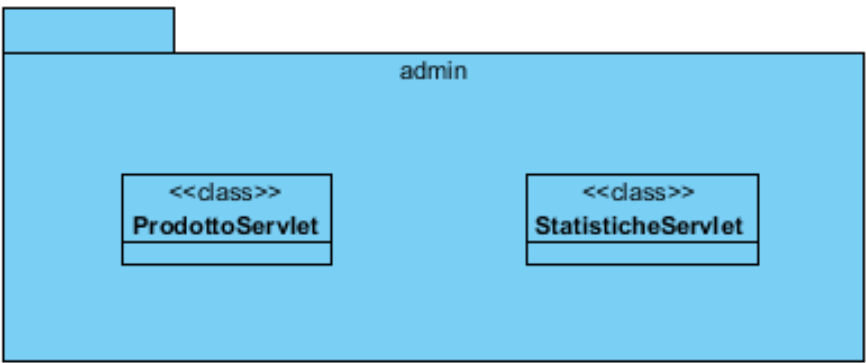 admin
<<class>>
ProdottoServlet
<<class>>
StatisticheServlet